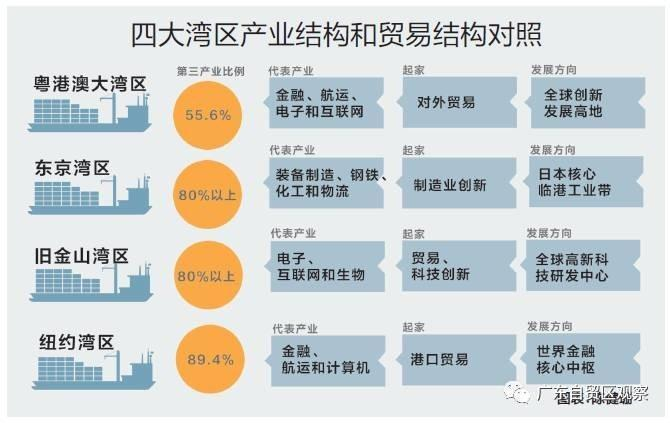 四大湾区产业结构和贸易结构对照
粤港澳大湾区
第三产业比例
55.6%
代表产业
金融、航运、
电子和互联网
起家
对外贸易
发展方向
全球创新
发展高地
东京湾区
80%以上
代表产业
装备制造、钢铁、
化工和物流
起家
制造业创新
发展方向
日本核心
临港工业带
旧金山湾区
80%以上
代表产业
电子、
互联网和生物
起家
贸易、
科技创新
发展方向
全球高新科
技研发中心
纽约湾区
89.4%
代表产业
金融、
航运和计算机
起家
港口贸易
发展方向
世界金融
核心中枢
广东自贸区观察